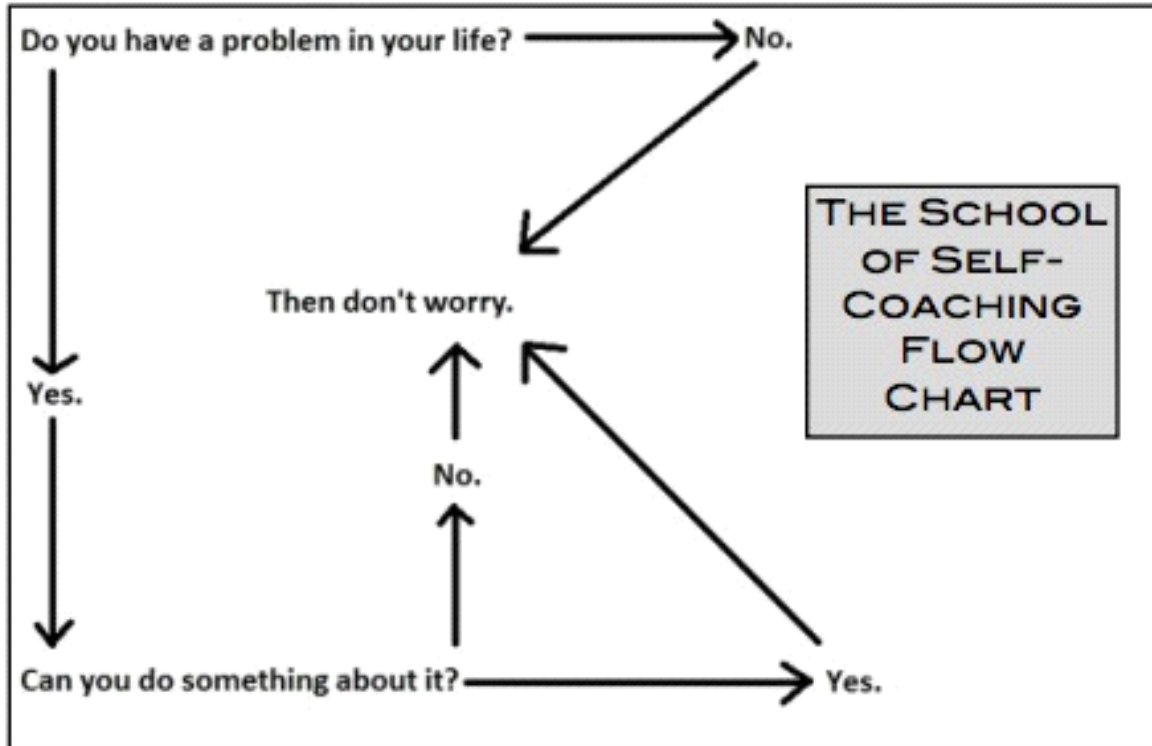 Do you have a problem in your life?
No.
THE SCHOOL
OF SELF-
COACHING
FLOW
CHART
Then don't worry.
Yes.
No.
Can you do something about it?
Yes.